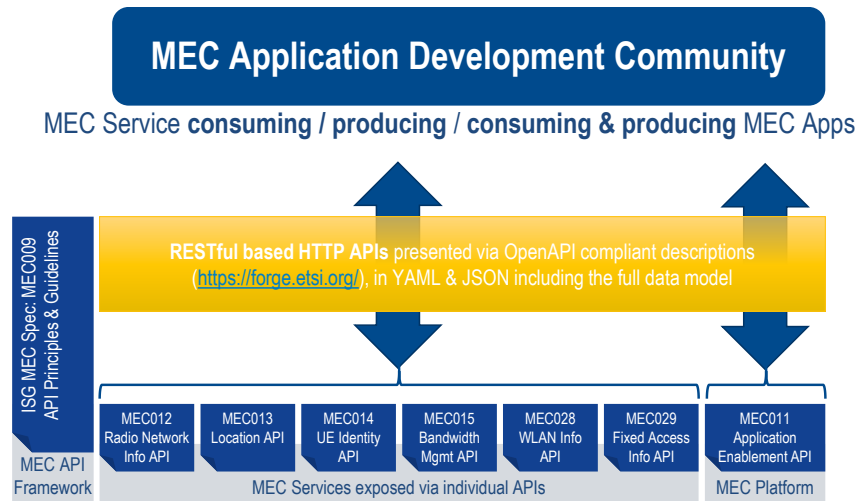 MEC Application Development Community
MEC Service consuming / producing / consuming & producing MEC Apps
ISG MEC Spec: MEC009
API Principles & Guidelines
RESTful based HTTP APIs presented via OpenAPI compliant descriptions
(https://forge.etsi.org/), in YAML & JSON including the full data model
MEC012
Radio Network
Info API
MEC013
Location API
MEC014
UE Identity
API
MEC015
Bandwidth
Mgmt API
MEC028
WLAN Info
API
MEC029
Fixed Access
Info API
MEC011
Application
Enablement API
MEC API
Framework
MEC Services exposed via individual APIs
MEC Platform